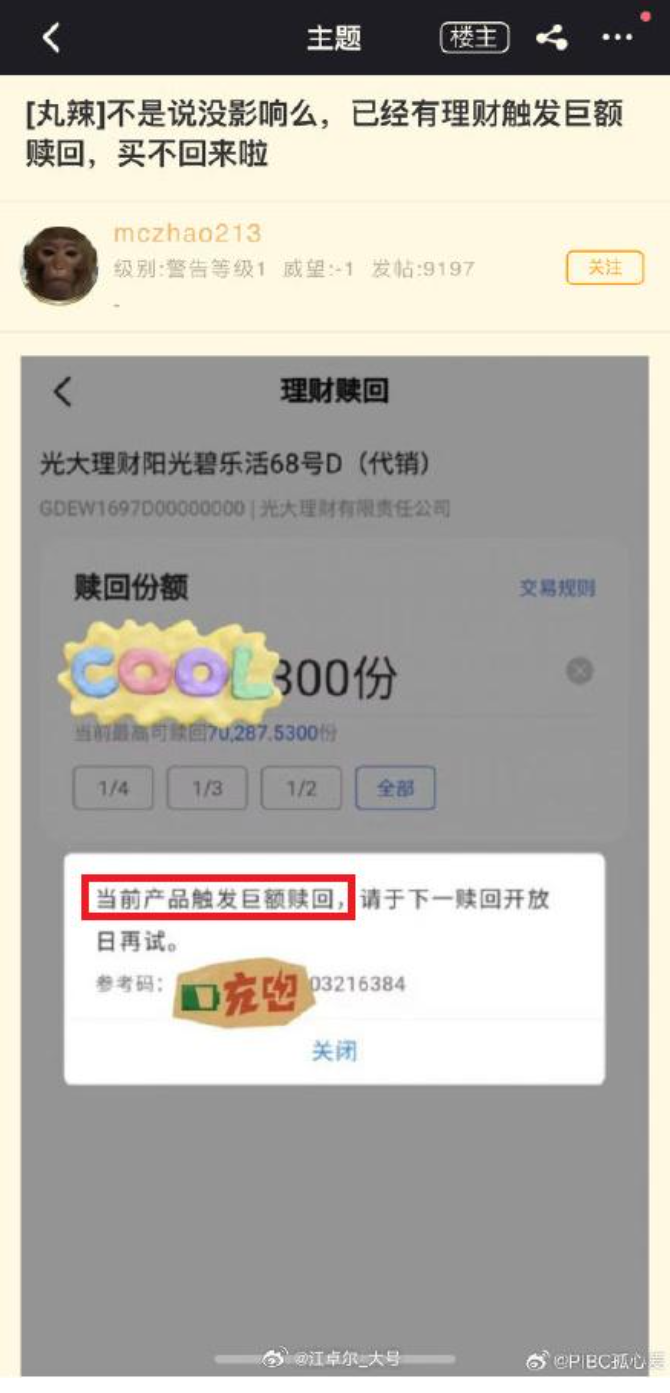 主题
楼主
[丸辣]不是说没影响么，已经有理财触发巨额
赎回，买不回来啦
mczhao213
级别:警告等级1 威望:-1 发帖:9197
关注
-
理财赎回
光大理财阳光碧乐活68号D（代销）
GDEW1697D00000000 | 光大理财有限责任公司
赎回份额
交易规则
COOL
300份
当前最高可赎回70,287.5300份
1/4
1/3
1/2
全部
当前产品触发巨额赎回，请于下一赎回开放
日再试。
参考码：
充电
03216384
关闭
@江卓尔_大号
@PIBC孤心